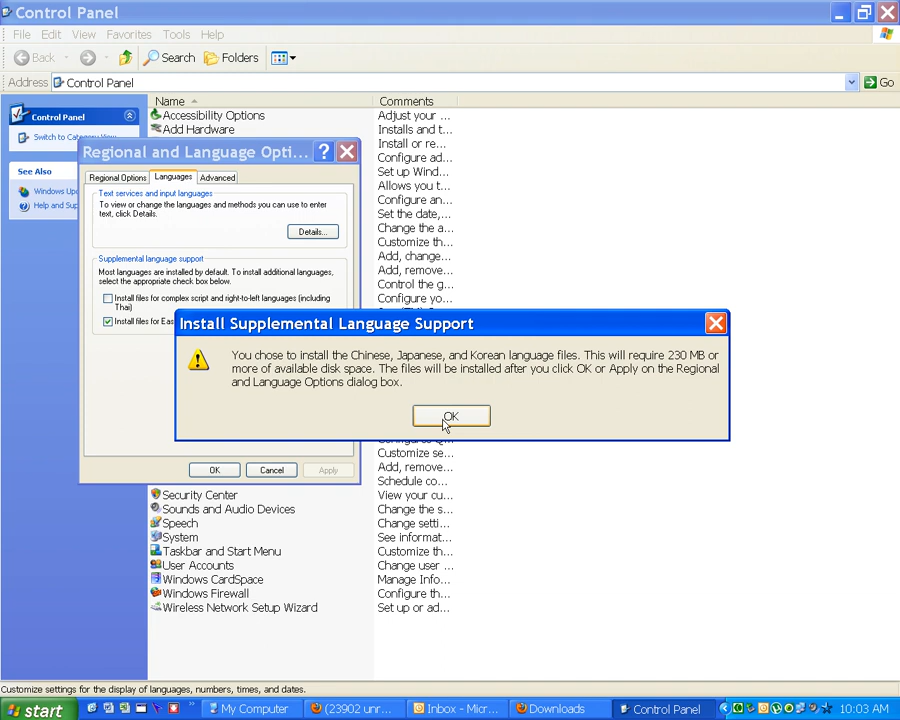 Control Panel
File Edit View Favorites Tools Help
Back Search Folders
Address Control Panel Go
Control Panel
Switch to Category View
See Also
Windows Up
Help and Sup
Name Comments
Accessibility Options Adjust your ...
Add Hardware Installs and t...
Install or re...
Configure ad...
Set up Wind...
Allows you t...
Configure an...
Set the date,...
Change the a...
Customize th...
Add, change...
Add, remove...
Control the g...
Configure yo...
Regional and Language Opti...
Regional Options Languages Advanced
Text services and input languages
To view or change the languages and methods you can use to enter
text, click Details.
Details...
Supplemental language support
Most languages are installed by default. To install additional languages,
select the appropriate check box below.
Install files for complex script and right-to-left languages (including
Thai)
Install files for Eas
Install Supplemental Language Support
You chose to install the Chinese, Japanese, and Korean language files. This will require 230 MB or
more of available disk space. The files will be installed after you click OK or Apply on the Regional
and Language Options dialog box.
OK
OK Cancel Apply
Customize se...
Add, remove...
Schedule co...
Security Center View your cu...
Sounds and Audio Devices Change the s...
Speech Change setti...
System See informat...
Taskbar and Start Menu Customize th...
User Accounts Change user ...
Windows CardSpace Manage Info...
Windows Firewall Configure th...
Wireless Network Setup Wizard Set up or ad...
Customize settings for the display of languages, numbers, times, and dates.
start My Computer (23902 unr... Inbox - Micr... Downloads Control Panel 10:03 AM